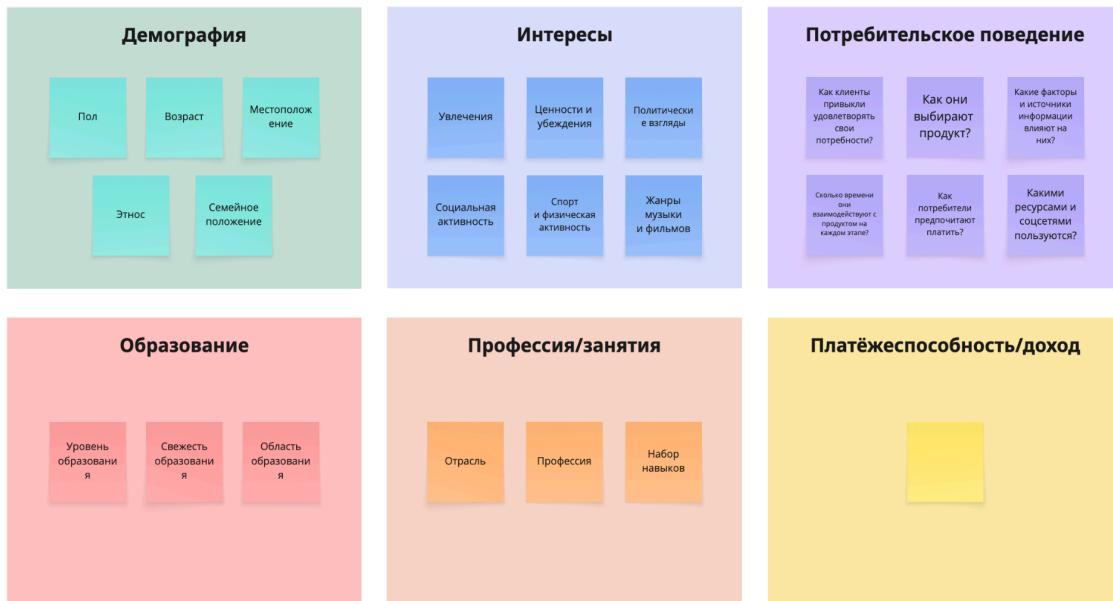 Демография
Пол
Возраст
Местополож
ение
Этнос
Семейное
положение
Интересы
Увлечения
Ценности и
убеждения
Политически
е взгляды
Социальная
активность
Спорт
и физическая
активность
Жанры
музыки
и фильмов
Потребительское поведение
Как клиенты
привыкли
удовлетворять
свои
потребности?
Как они
выбирают
продукт?
Какие факторы
и источники
информации
влияют на
них?
Сколько времени
они
взаимодействуют с
продуктом на
каждом этапе?
Как
потребители
предпочитают
платить?
Какими
ресурсами и
соцсетями
пользуются?
Образование
Уровень
образовани
я
Свежесть
образовани
я
Область
образовани
я
Профессия/занятия
Отрасль
Профессия
Набор
навыков
Платёжеспособность/доход